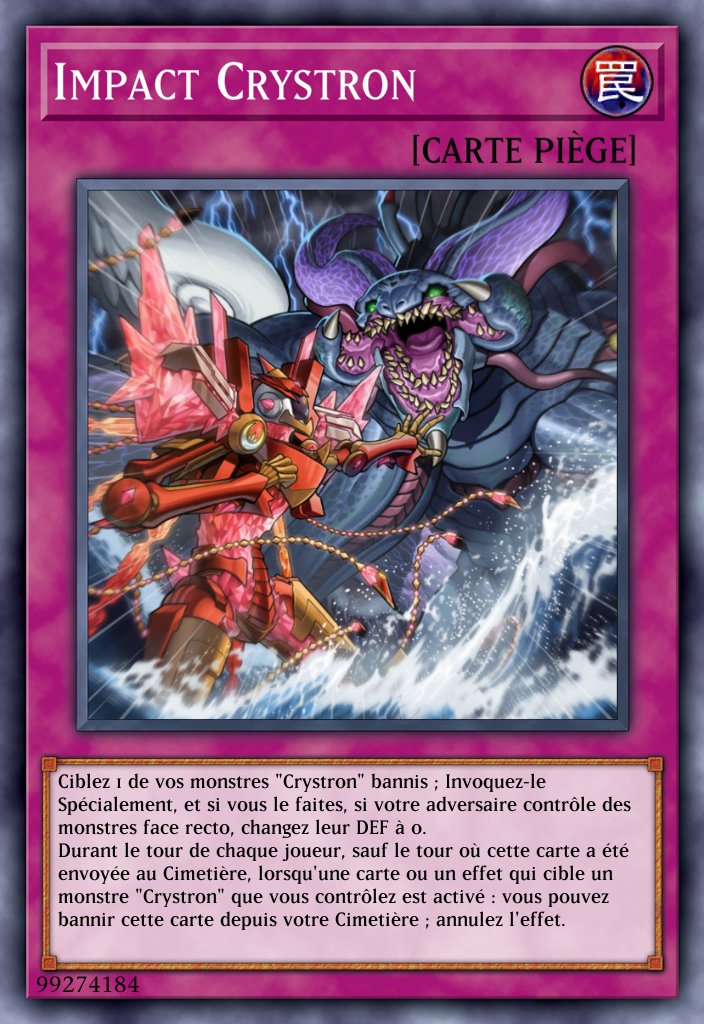 Impact Crystron
罠
[CARTE PIÈGE]
Ciblez 1 de vos monstres "Crystron" bannis ; Invoquez-le
Spécialement, et si vous le faites, si votre adversaire contrôle des
monstres face recto, changez leur DEF à 0.
Durant le tour de chaque joueur, sauf le tour où cette carte a été
envoyée au Cimetière, lorsqu'une carte ou un effet qui cible un
monstre "Crystron" que vous contrôlez est activé : vous pouvez
bannir cette carte depuis votre Cimetière ; annulez l'effet.
99274184